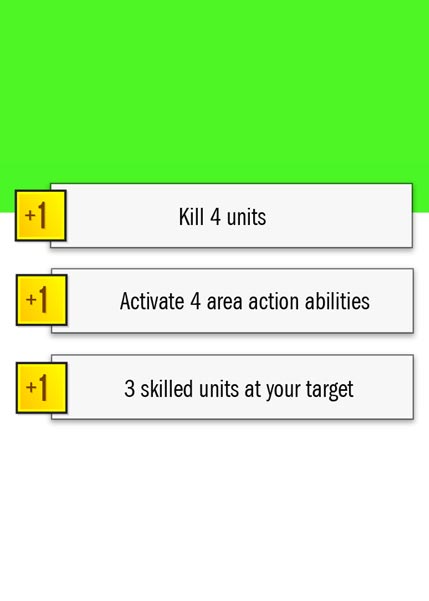 +1 Kill 4 units
+1 Activate 4 area action abilities
+1 3 skilled units at your target